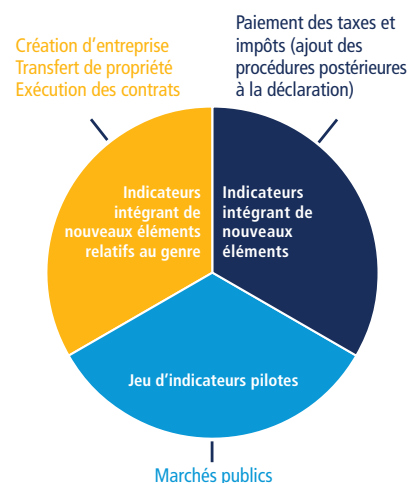 Création d'entreprise
Transfert de propriété
Exécution des contrats
Paiement des taxes et
impôts (ajout des
procédures postérieures
à la déclaration)
Indicateurs
intégrant de
nouveaux éléments
relatifs au genre
Indicateurs
intégrant de
nouveaux
éléments
Jeu d'indicateurs pilotes
Marchés publics